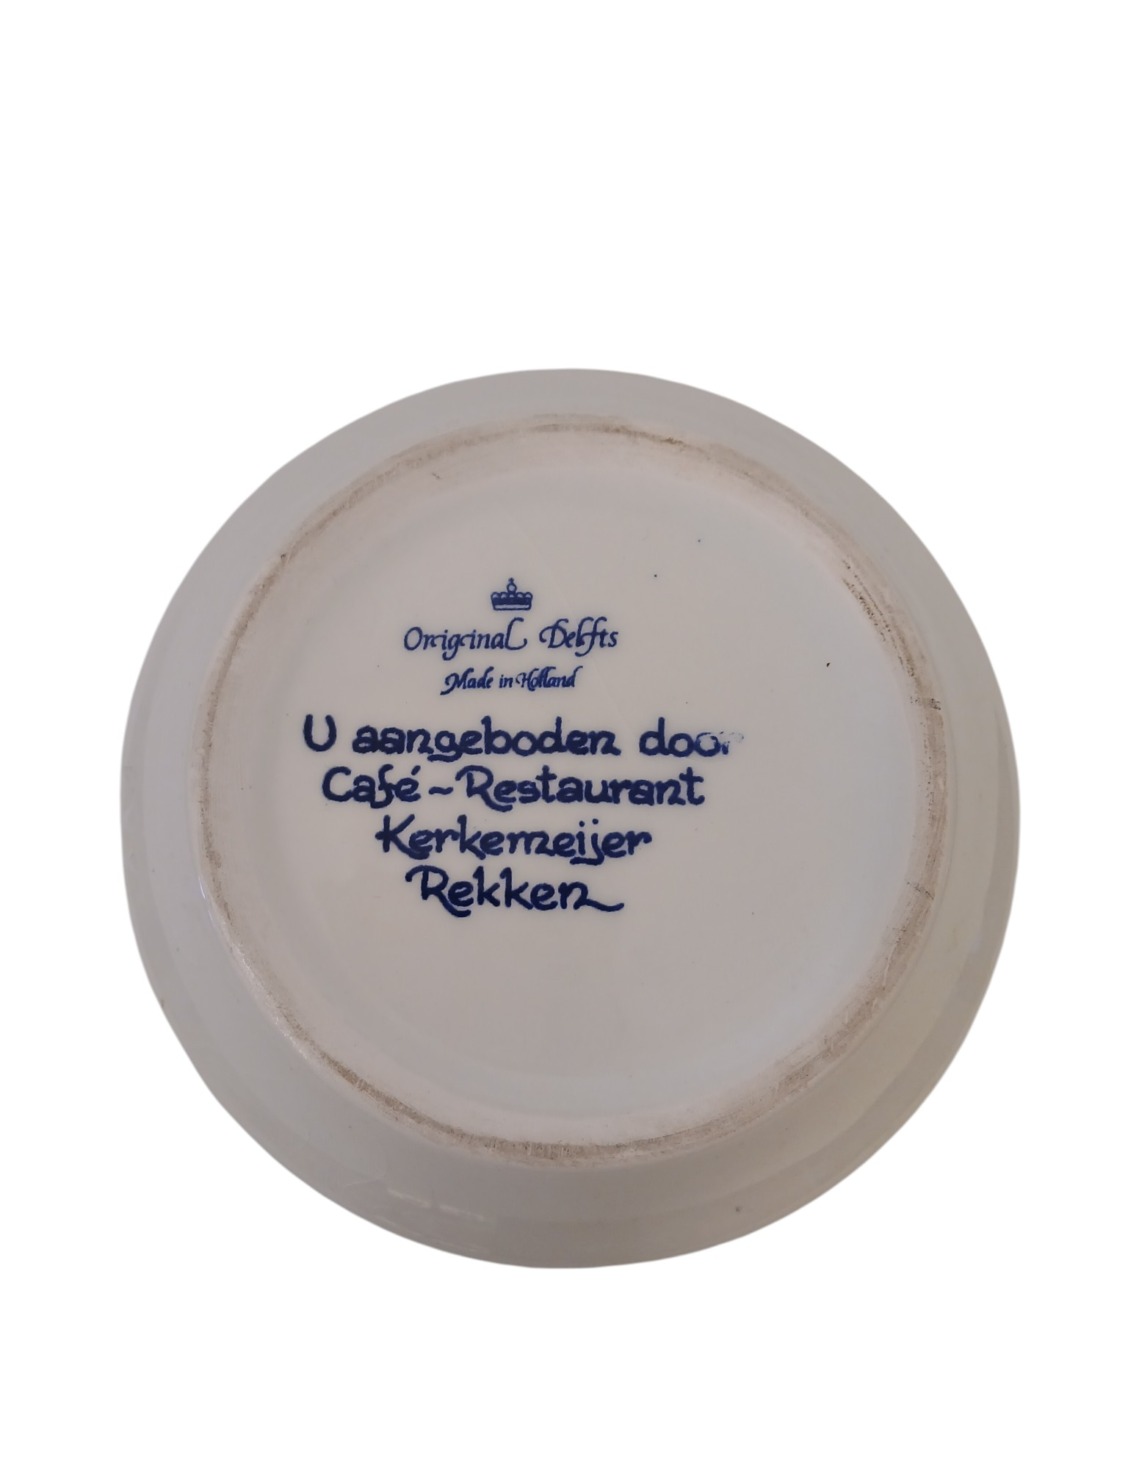 Original Delfts
Made in Holland
U aangeboden door
Café-Restaurant
Kerkemeijer
Rekken